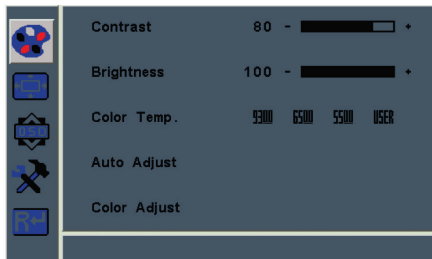 Contrast 80 - +
Brightness 100 - +
Color Temp. 9300 6500 5500 USER
OSD
Auto Adjust
Color Adjust
R